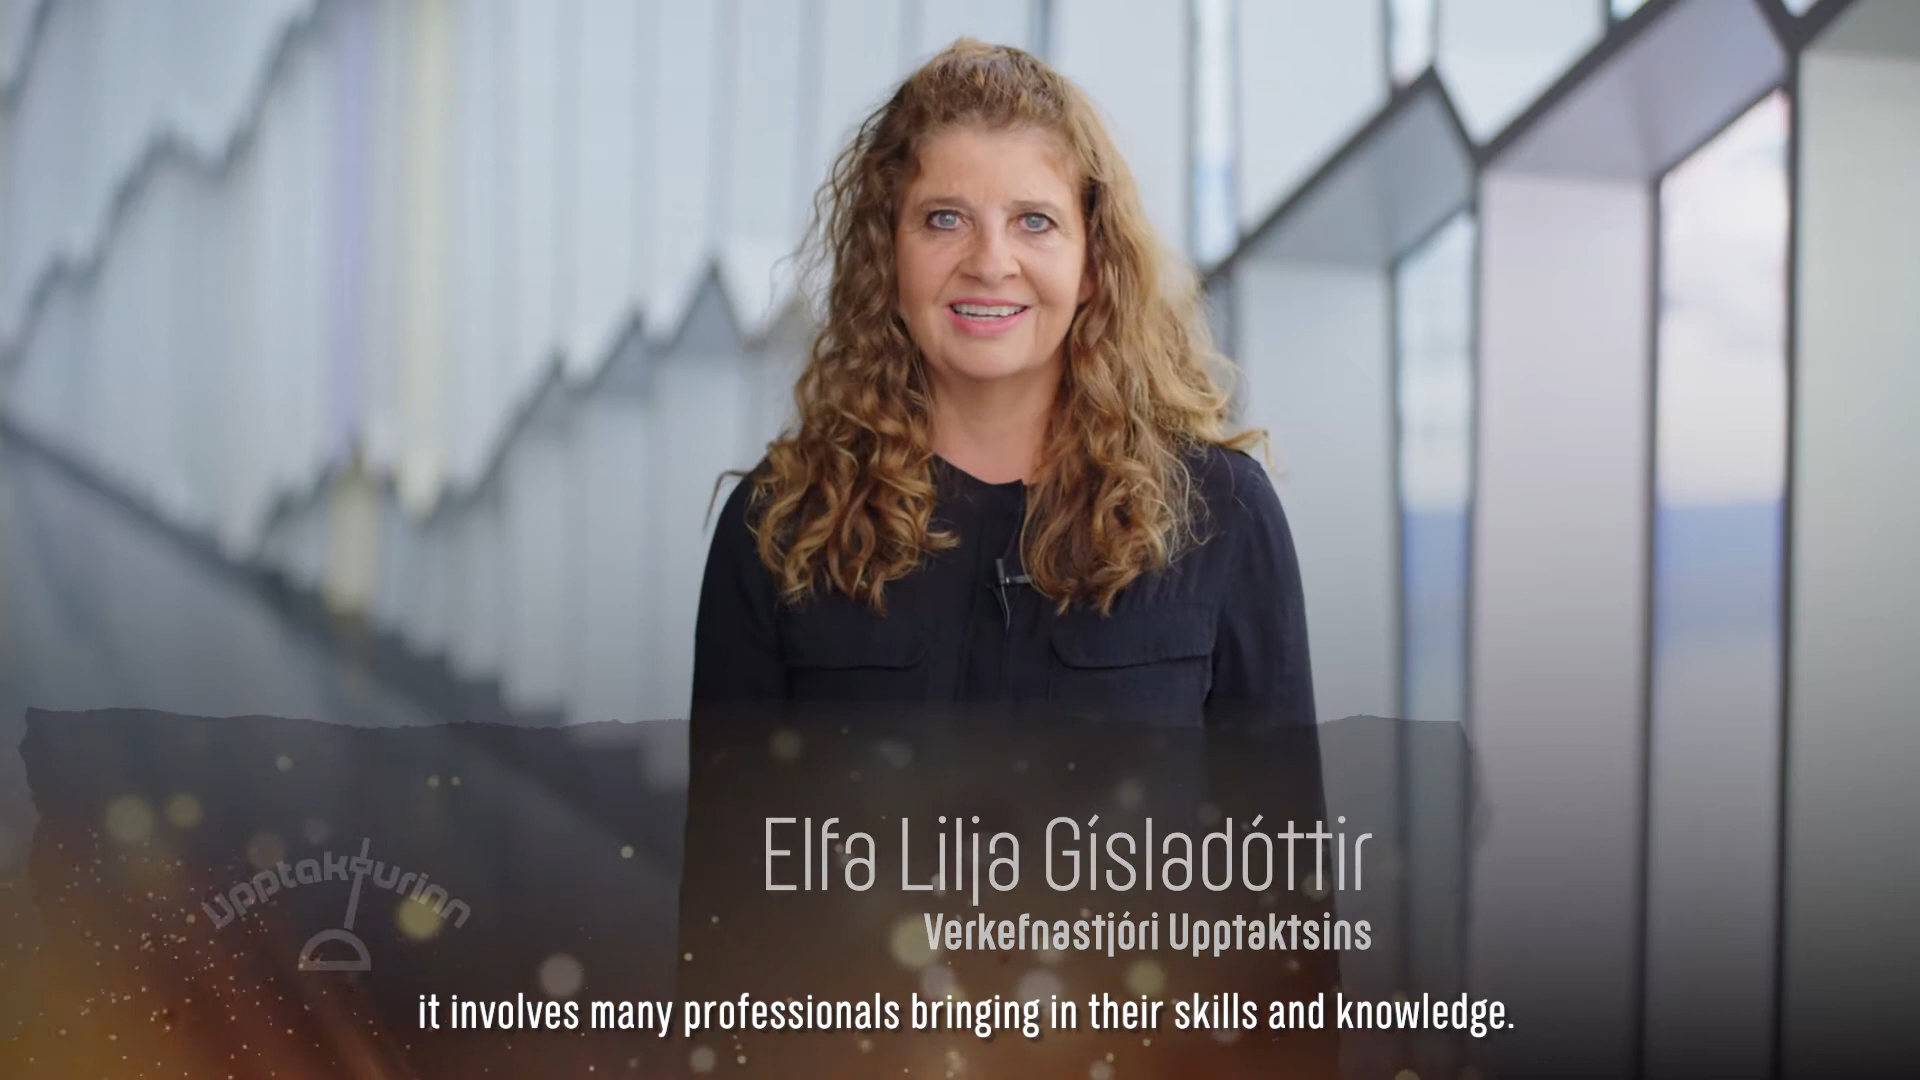 Elfa Lilja Gísladóttir
Verkefnastjóri Upptaktsins
upptakturinn
it involves many professionals bringing in their skills and knowledge.